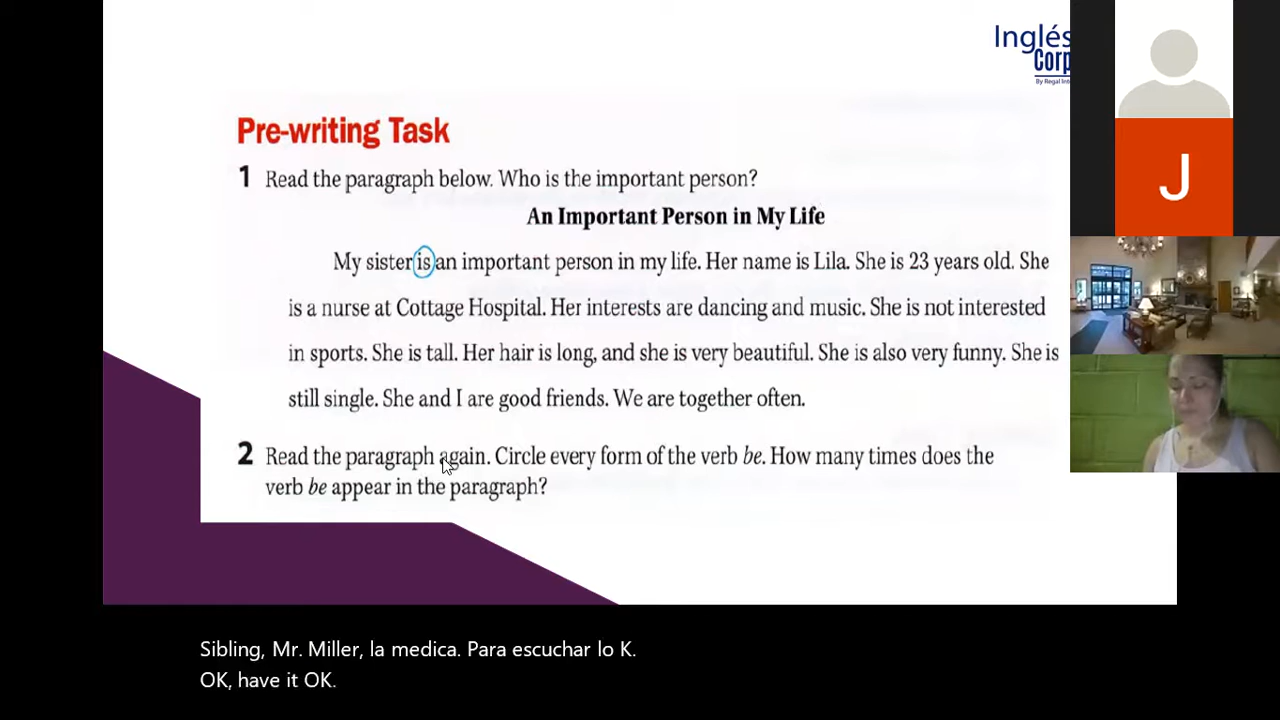 Inglés
Corp
By Regal Int
Pre-writing Task
1 Read the paragraph below. Who is the important person?
An Important Person in My Life
My sister is an important person in my life. Her name is Lila. She is 23 years old. She
is a nurse at Cottage Hospital. Her interests are dancing and music. She is not interested
in sports. She is tall. Her hair is long, and she is very beautiful. She is also very funny. She is
still single. She and I are good friends. We are together often.
2 Read the paragraph again. Circle every form of the verb be. How many times does the
verb be appear in the paragraph?
J
Sibling, Mr. Miller, la medica. Para escuchar lo K.
OK, have it OK.